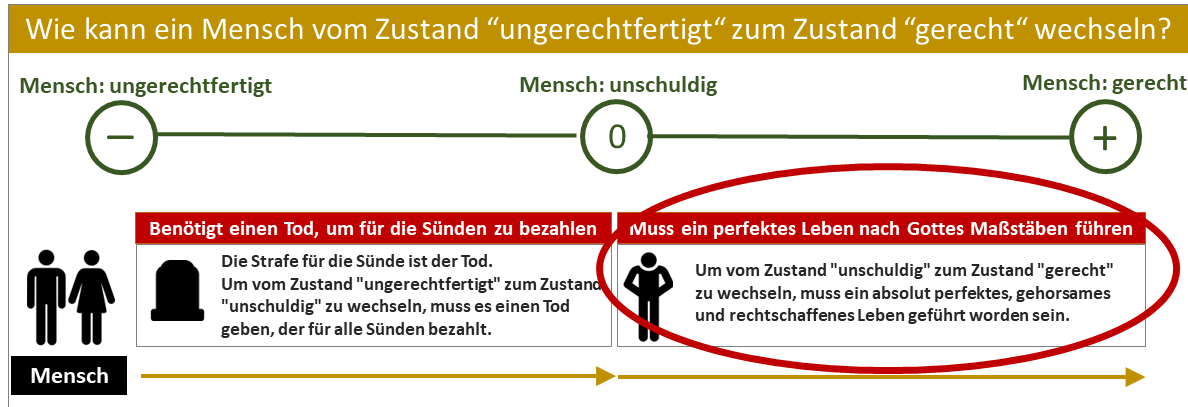 Wie kann ein Mensch vom Zustand “ungerechtfertigt“ zum Zustand “gerecht“ wechseln?
Mensch: ungerechtfertigt
Mensch: unschuldig
Mensch: gerecht
−
0
+
Benötigt einen Tod, um für die Sünden zu bezahlen
Die Strafe für die Sünde ist der Tod.
Um vom Zustand "ungerechtfertigt" zum Zustand
"unschuldig" zu wechseln, muss es einen Tod
geben, der für alle Sünden bezahlt.
Muss ein perfektes Leben nach Gottes Maßstäben führen
Um vom Zustand "unschuldig" zum Zustand "gerecht"
zu wechseln, muss ein absolut perfektes, gehorsames
und rechtschaffenes Leben geführt worden sein.
Mensch